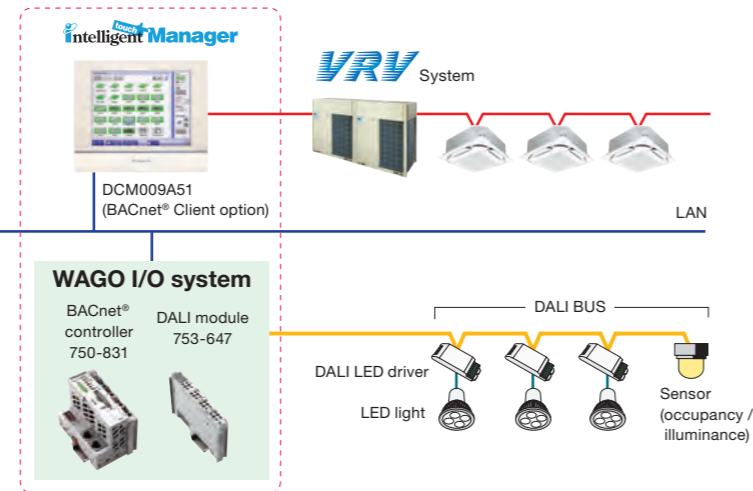 intelligent touch Manager
VRV System
DCM009A51
(BACnet® Client option)
LAN
WAGO I/O system
BACnet®
controller
750-831
DALI module
753-647
DALI BUS
DALI LED driver
LED light
Sensor
(occupancy /
illuminance)